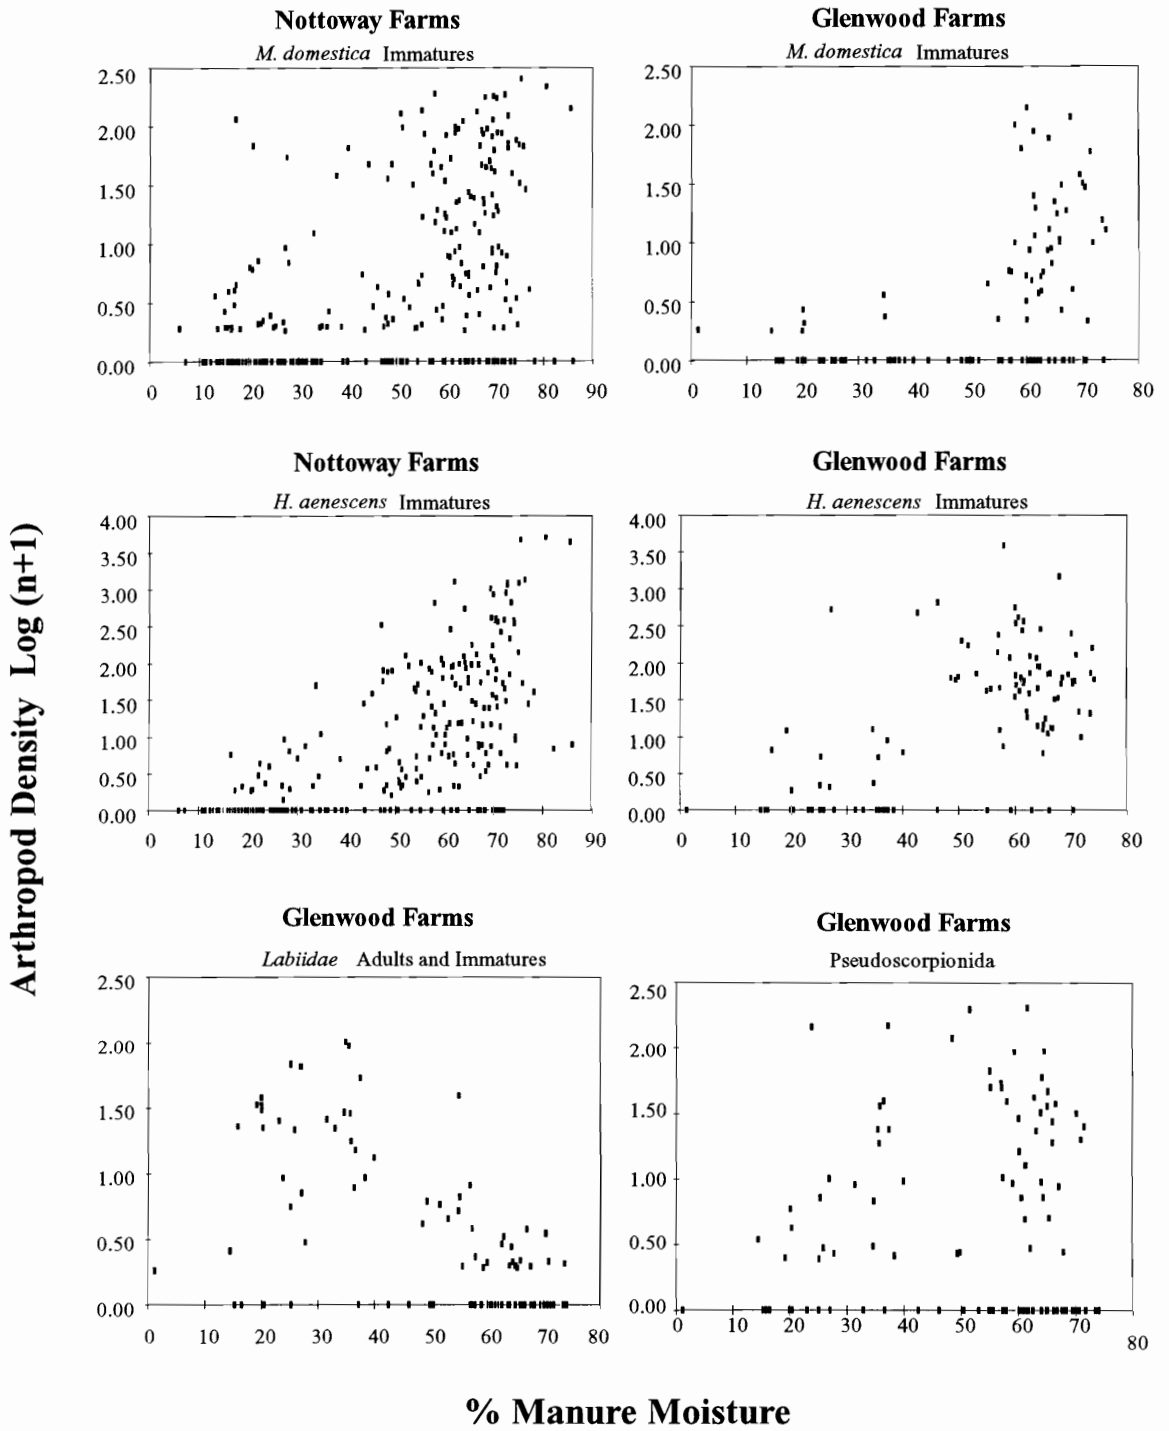 Nottoway Farms
M. domestica Immatures
2.50
2.00
1.50
1.00
0.50
0.00
0 10 20 30 40 50 60 70 80 90
Glenwood Farms
M. domestica Immatures
2.50
2.00
1.50
1.00
0.50
0.00
0 10 20 30 40 50 60 70 80
Nottoway Farms
H. aenescens Immatures
4.00
3.50
3.00
2.50
2.00
1.50
1.00
0.50
0.00
0 10 20 30 40 50 60 70 80 90
Glenwood Farms
H. aenescens Immatures
4.00
3.50
3.00
2.50
2.00
1.50
1.00
0.50
0.00
0 10 20 30 40 50 60 70 80
Glenwood Farms
Labiidae Adults and Immatures
2.50
2.00
1.50
1.00
0.50
0.00
0 10 20 30 40 50 60 70 80
Glenwood Farms
Pseudoscorpionida
2.50
2.00
1.50
1.00
0.50
0.00
0 10 20 30 40 50 60 70 80
Arthropod Density Log (n+1)
% Manure Moisture